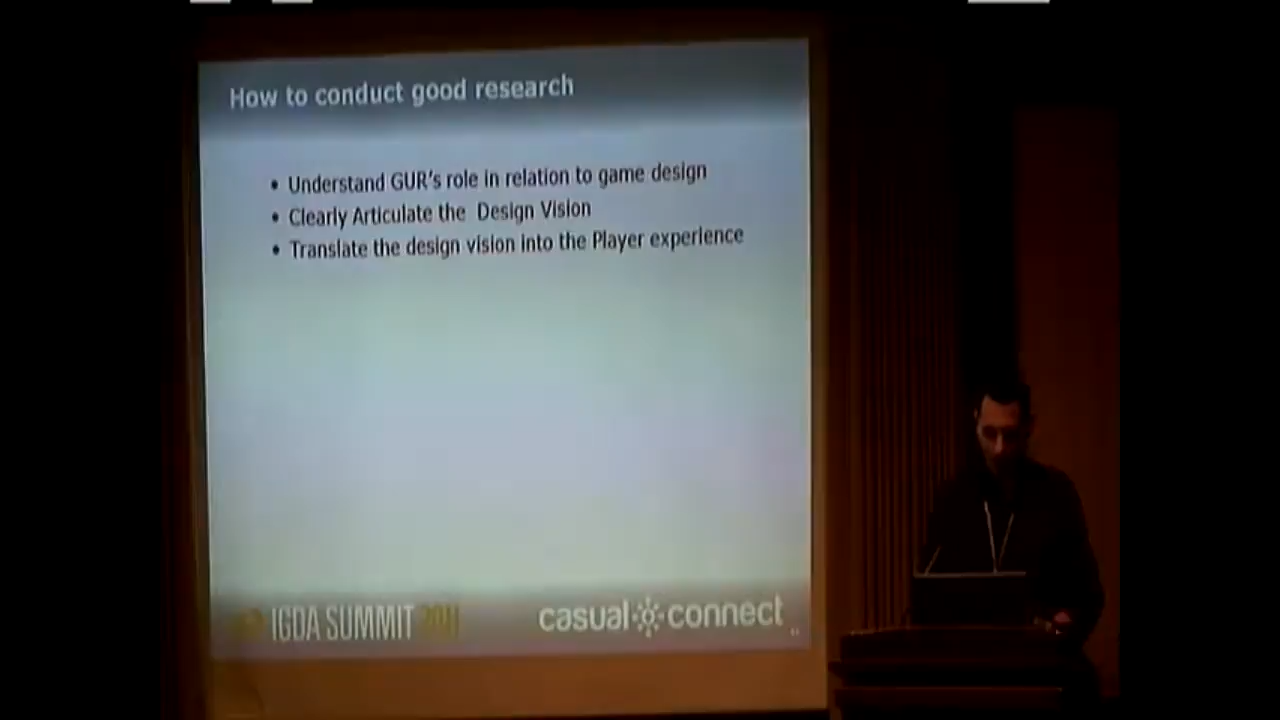 How to conduct good research
• Understand GUR's role in relation to game design
• Clearly Articulate the Design Vision
• Translate the design vision into the Player experience
IGDA SUMMIT 2011
casual connect